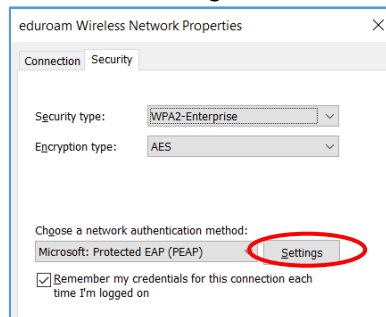 eduroam Wireless Network Properties
Connection Security
Security type: WPA2-Enterprise
Encryption type: AES
Choose a network authentication method:
Microsoft: Protected EAP (PEAP) Settings
Remember my credentials for this connection each
time I'm logged on